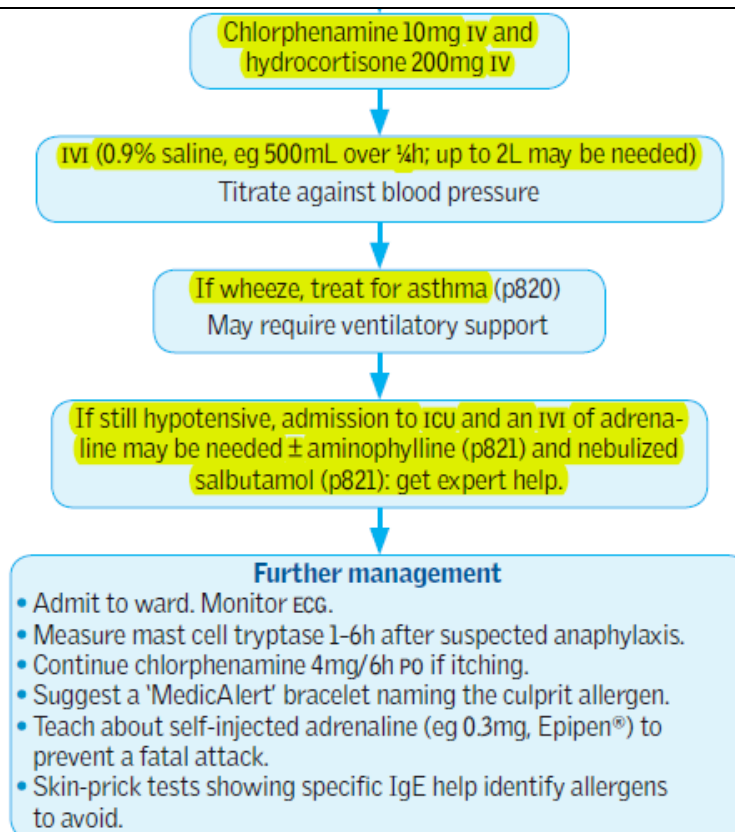 Chlorphenamine 10mg IV and
hydrocortisone 200mg IV
IVI (0.9% saline, eg 500mL over ¼h; up to 2L may be needed)
Titrate against blood pressure
If wheeze, treat for asthma (p820)
May require ventilatory support
If still hypotensive, admission to ICU and an IVI of adrena-
line may be needed ± aminophylline (p821) and nebulized
salbutamol (p821): get expert help.
Further management
• Admit to ward. Monitor ECG.
• Measure mast cell tryptase 1–6h after suspected anaphylaxis.
• Continue chlorphenamine 4mg/6h PO if itching.
• Suggest a ‘MedicAlert’ bracelet naming the culprit allergen.
• Teach about self-injected adrenaline (eg 0.3mg, Epipen®) to
prevent a fatal attack.
• Skin-prick tests showing specific IgE help identify allergens
to avoid.